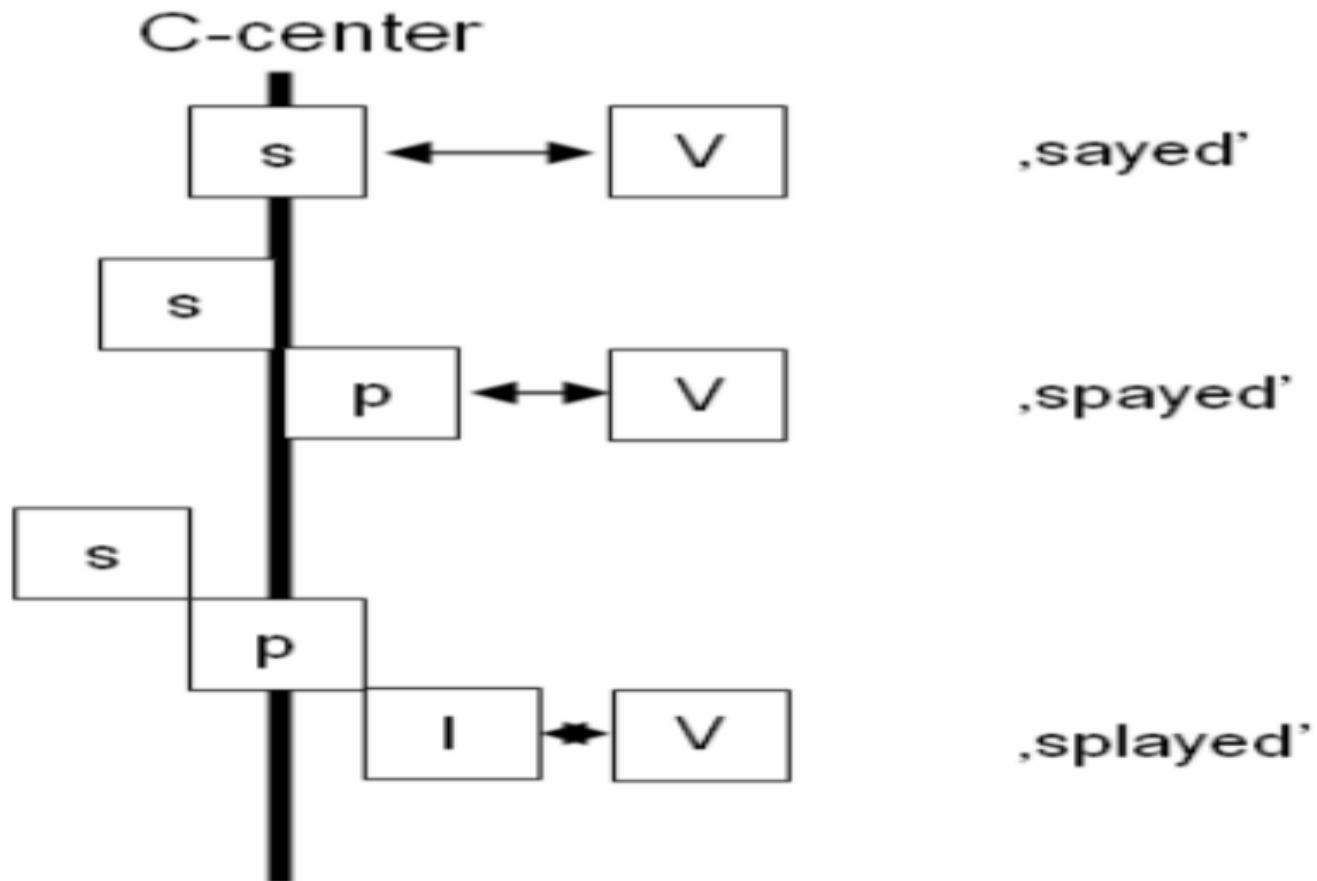 C-center
s V ‚sayed’
s
p V ‚spayed’
s
p
l V ‚splayed’